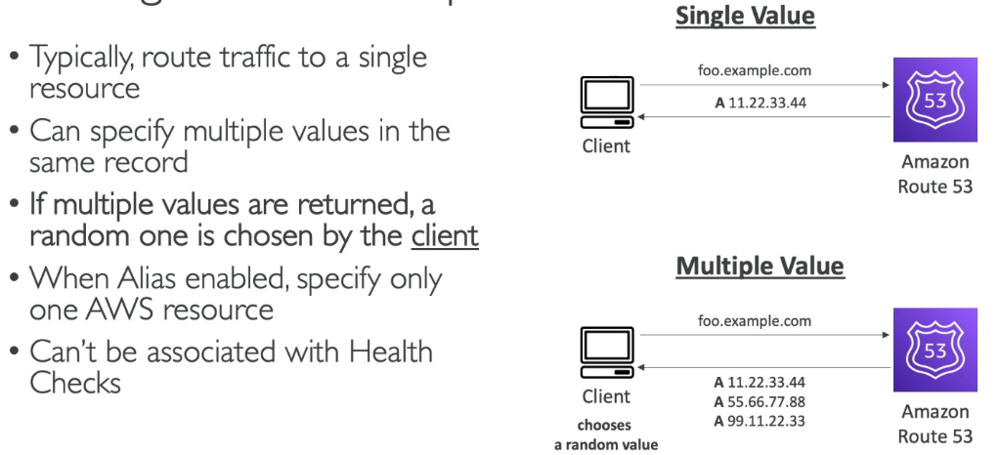 • Typically, route traffic to a single
resource
• Can specify multiple values in the
same record
• If multiple values are returned, a
random one is chosen by the client
• When Alias enabled, specify only
one AWS resource
• Can't be associated with Health
Checks
Single Value
foo.example.com
A 11.22.33.44
53
Client
Amazon
Route 53
Multiple Value
foo.example.com
53
A 11.22.33.44
A 55.66.77.88
A 99.11.22.33
Client
chooses
a random value
Amazon
Route 53